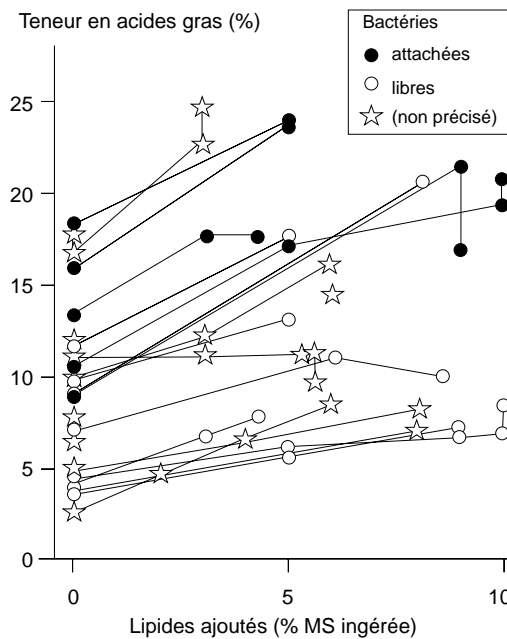 Teneur en acides gras (%)
Bactéries
attachées
libres
(non précisé)
25
20
15
10
5
0
0 5 10
Lipides ajoutés (% MS ingérée)